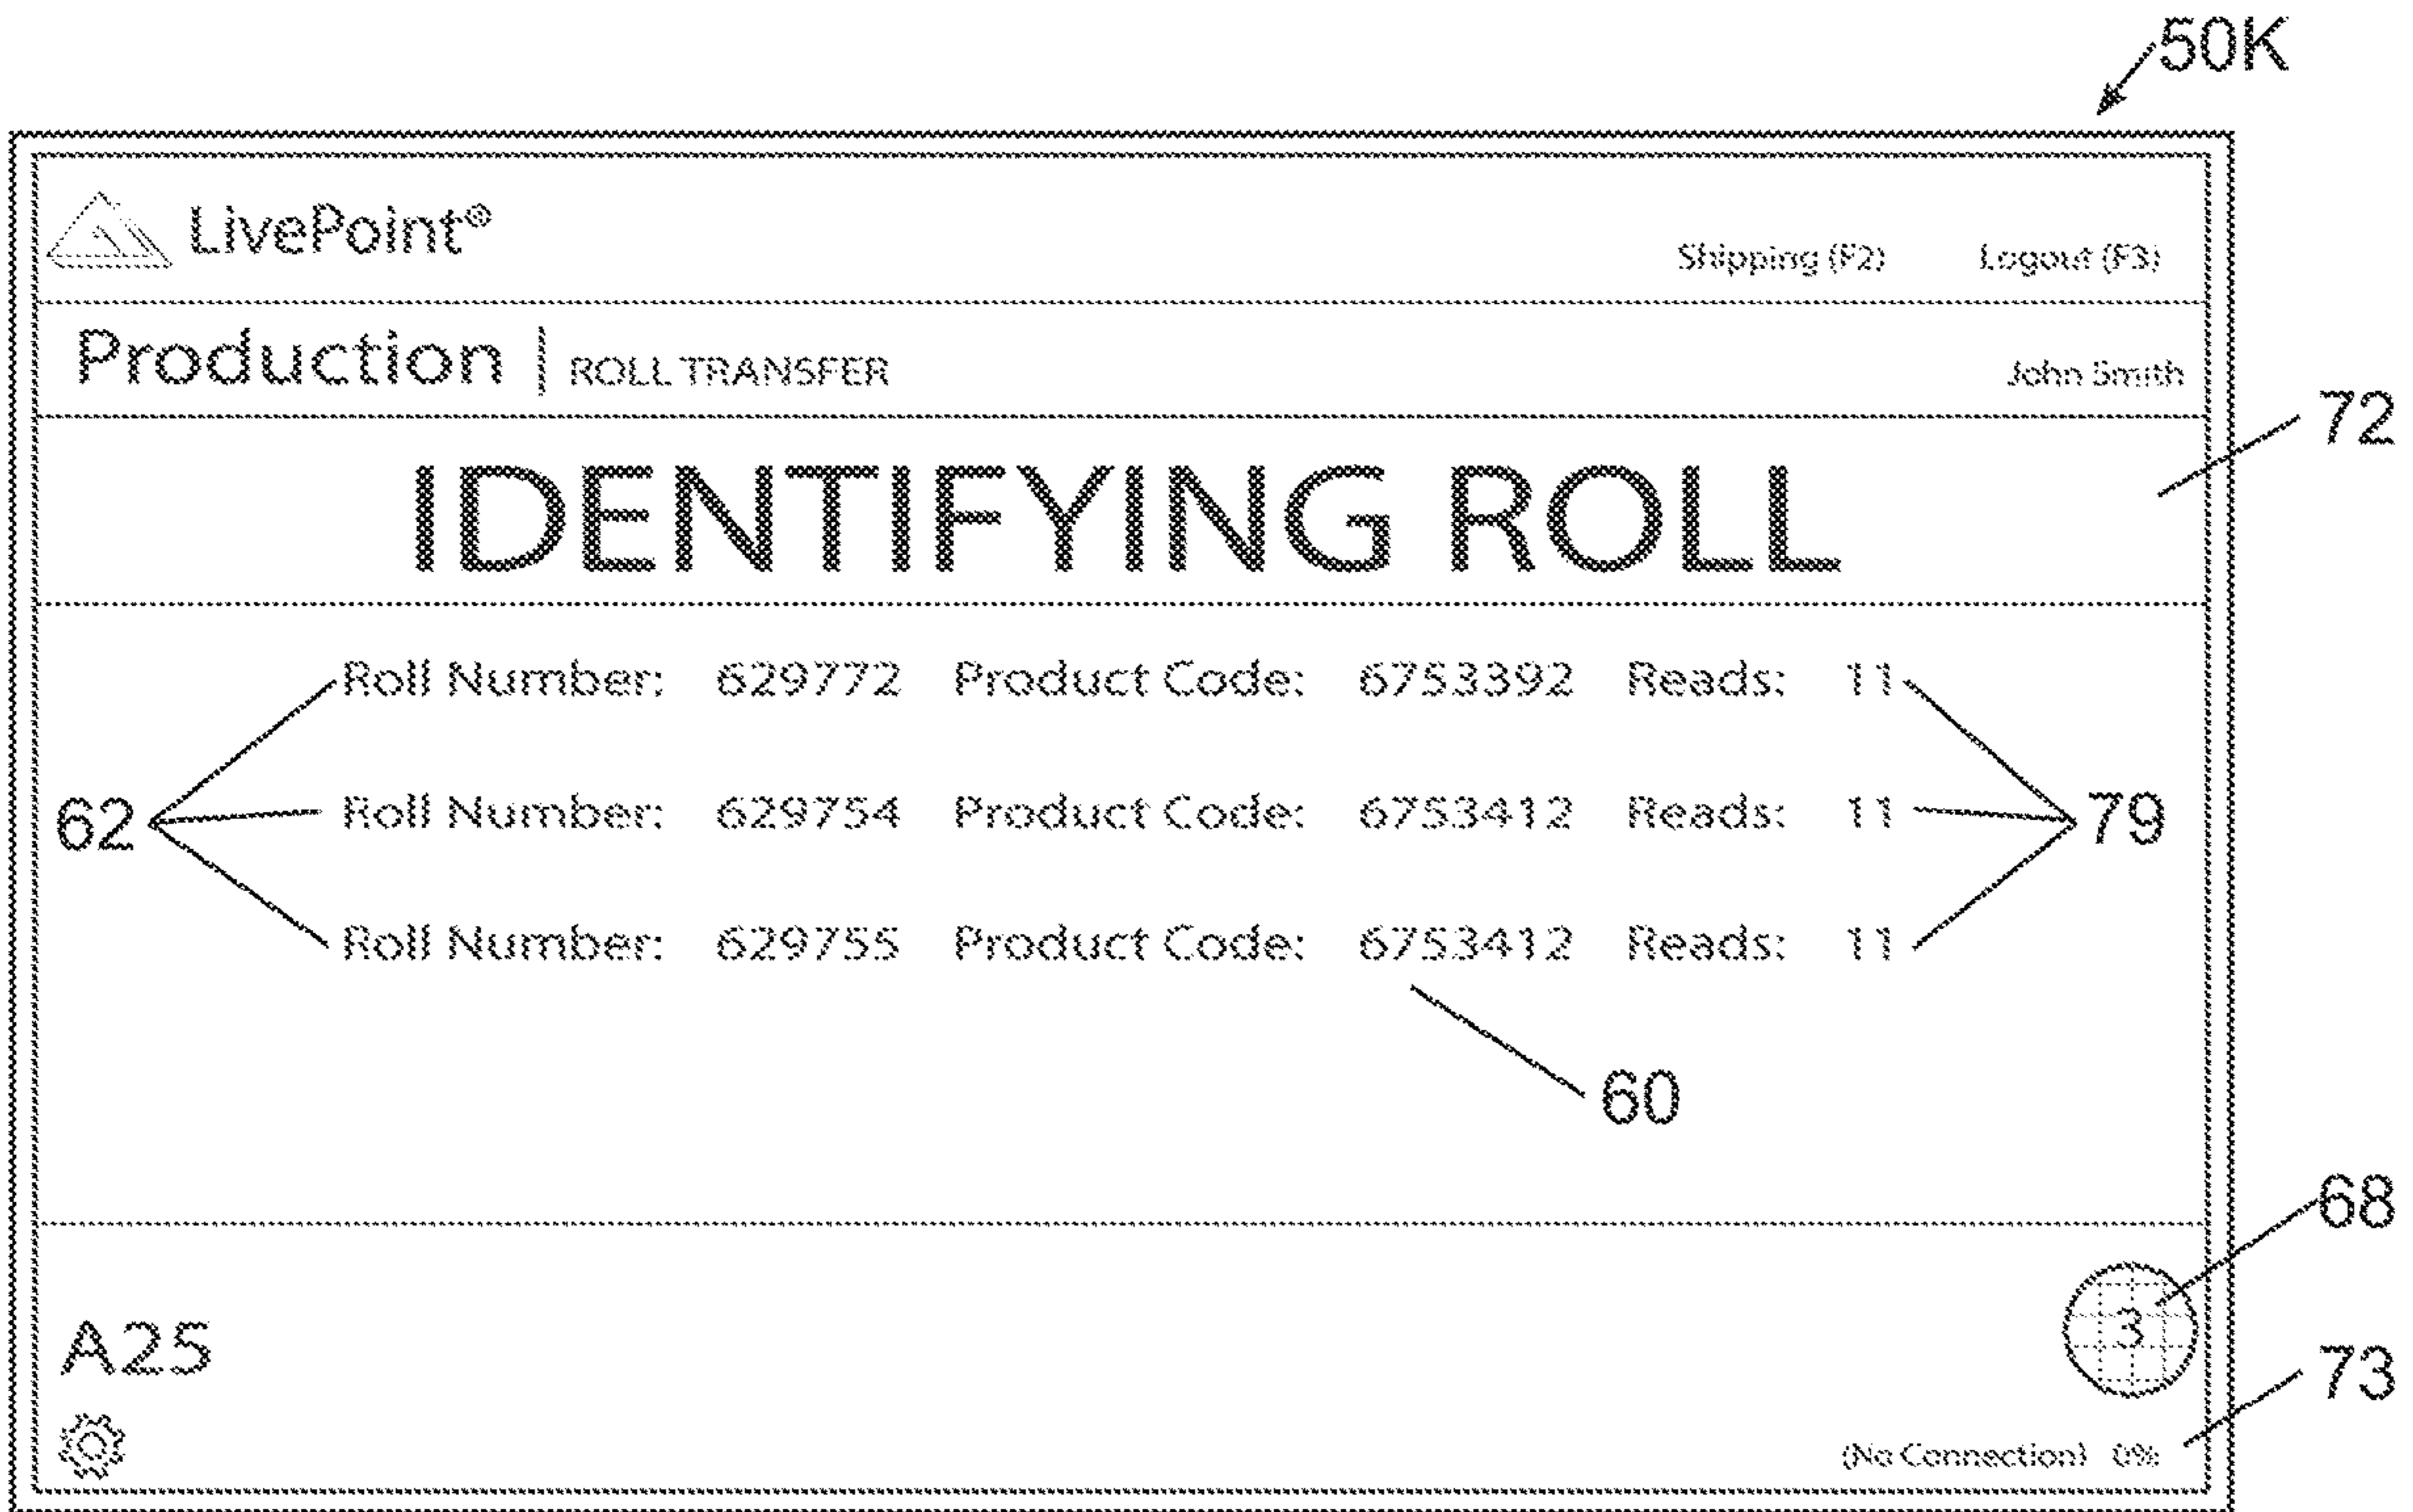 50K
LivePoint®
Shipping (F2) Logout (F3)
Production | ROLL TRANSFER John Smith
72
IDENTIFYING ROLL
Roll Number: 629772 Product Code: 6753392 Reads: 11
62 Roll Number: 629754 Product Code: 6753412 Reads: 11 79
Roll Number: 629755 Product Code: 6753412 Reads: 11
60
68
3
A25
73
(No Connection) 0%